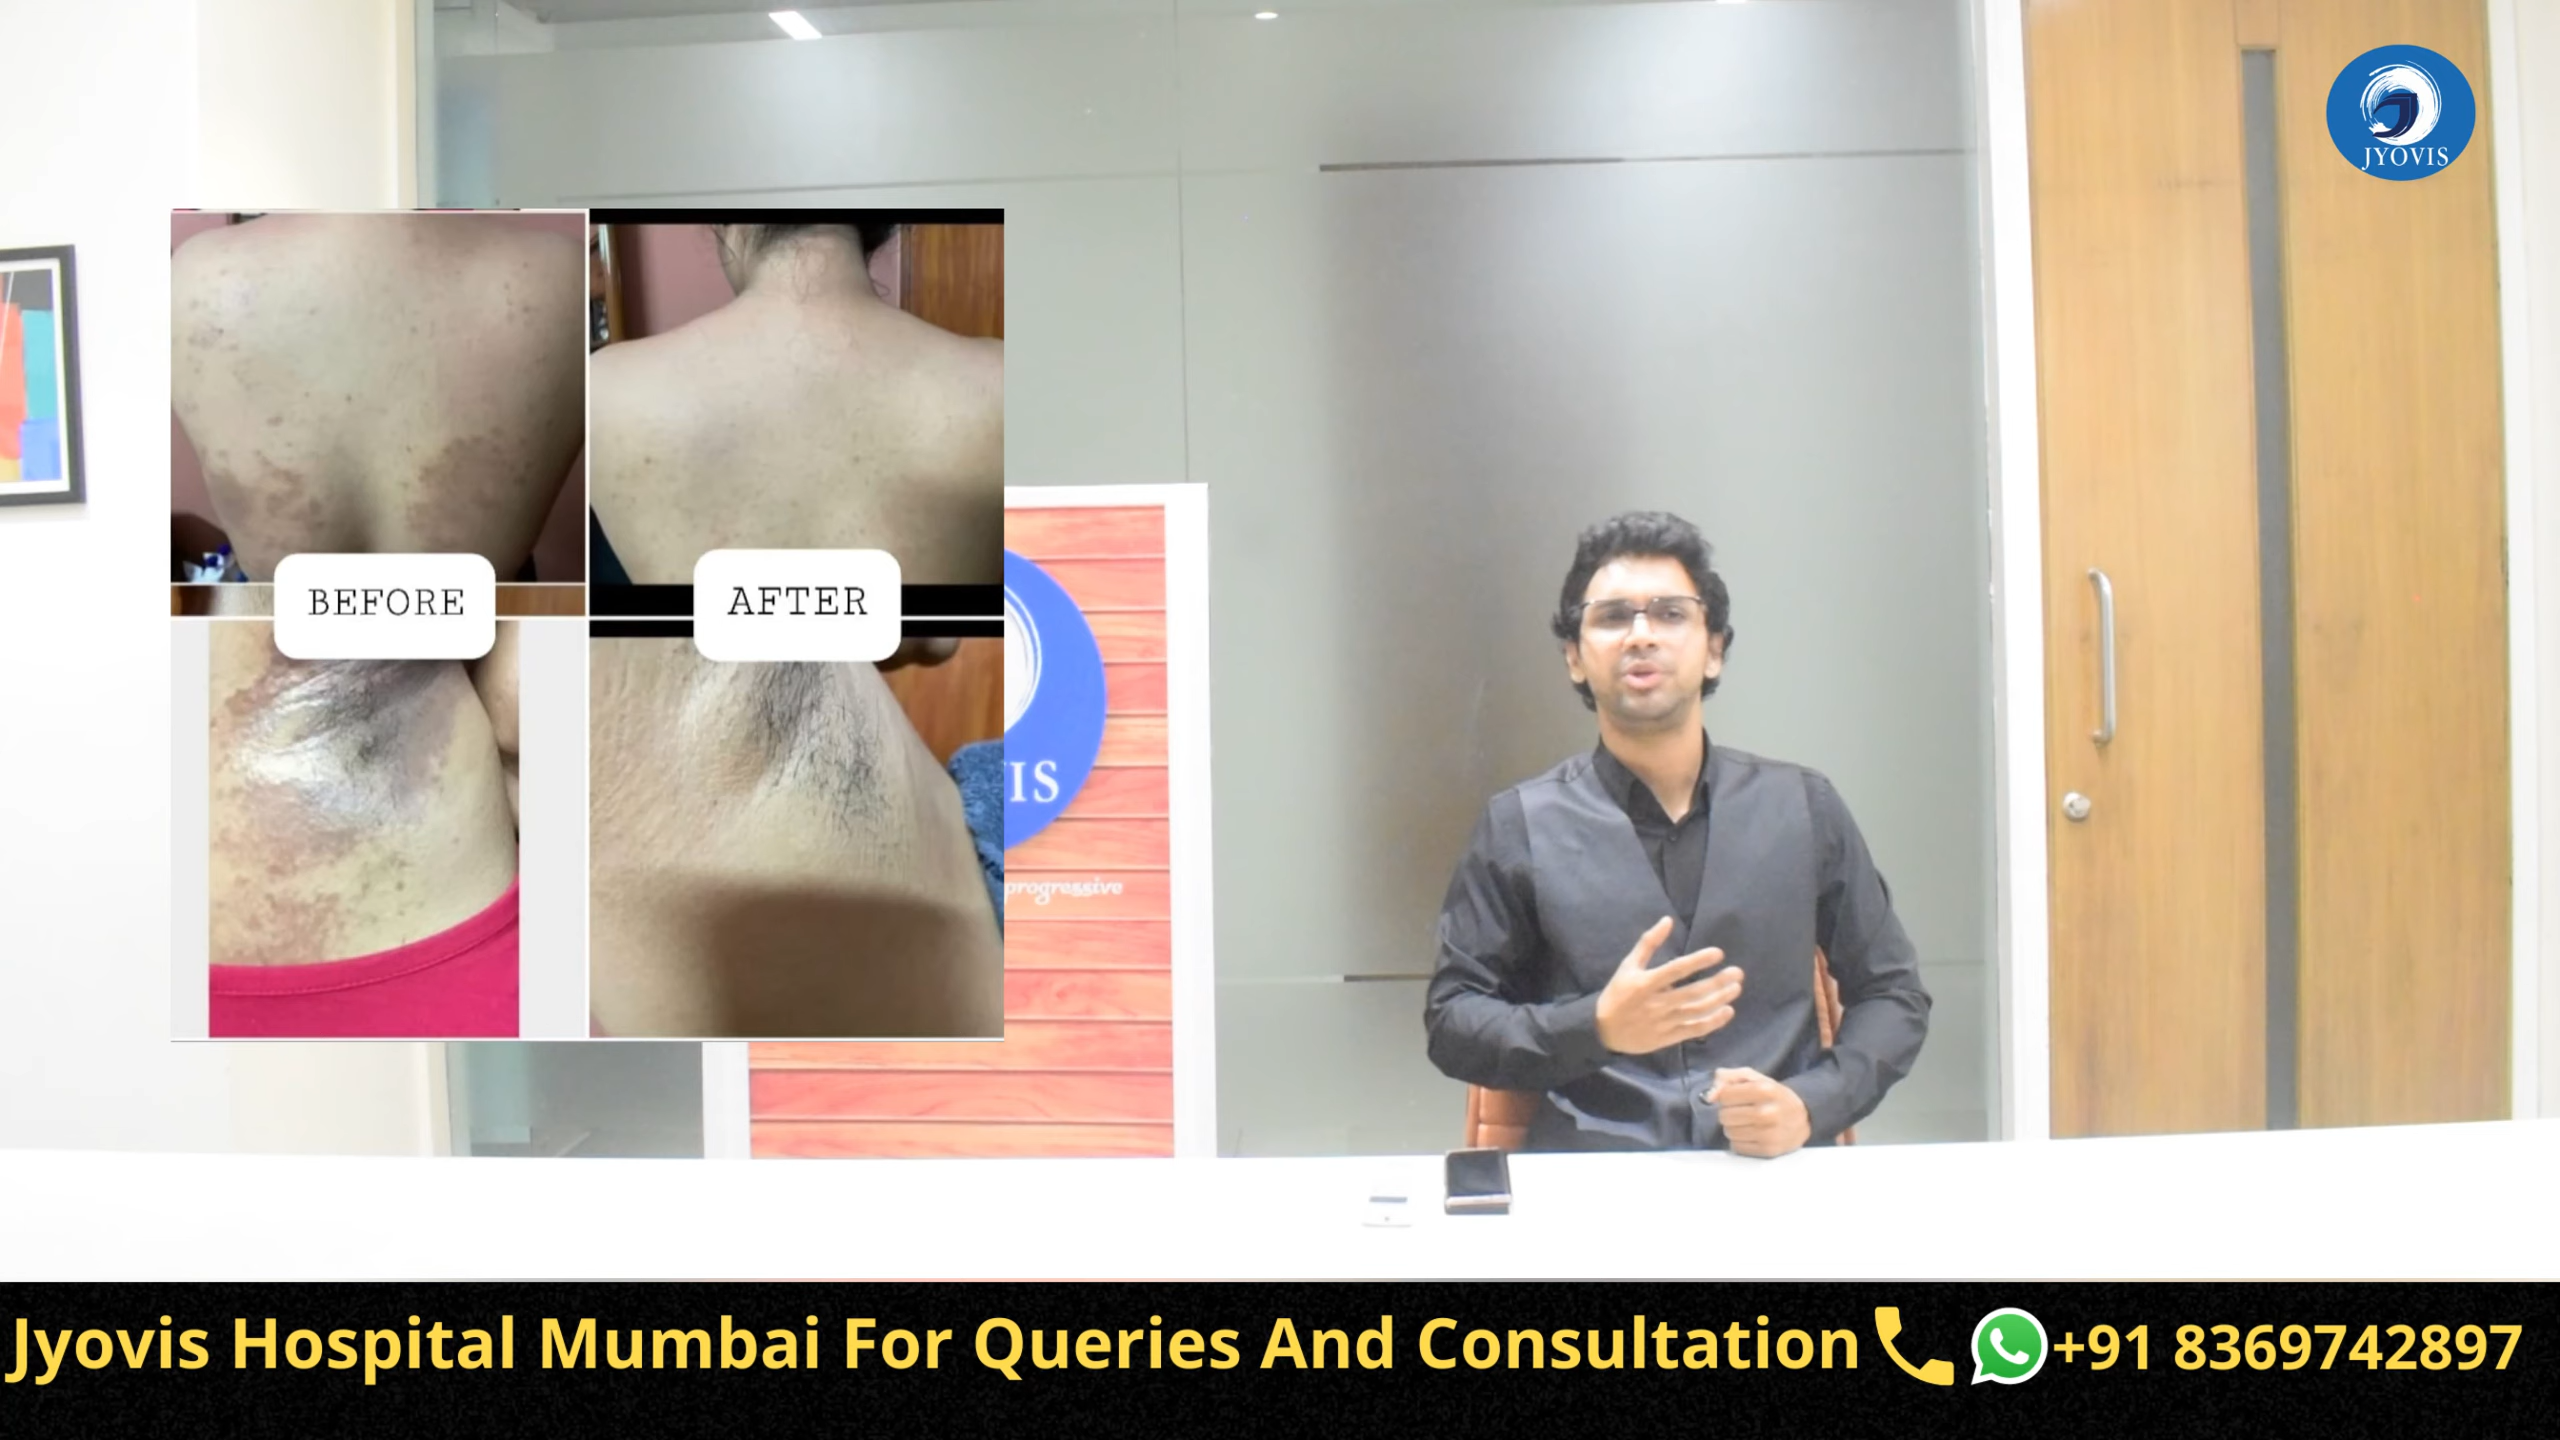 JYOVIS
BEFORE
AFTER
IS
progressive
Jyovis Hospital Mumbai For Queries And Consultation +91 8369742897